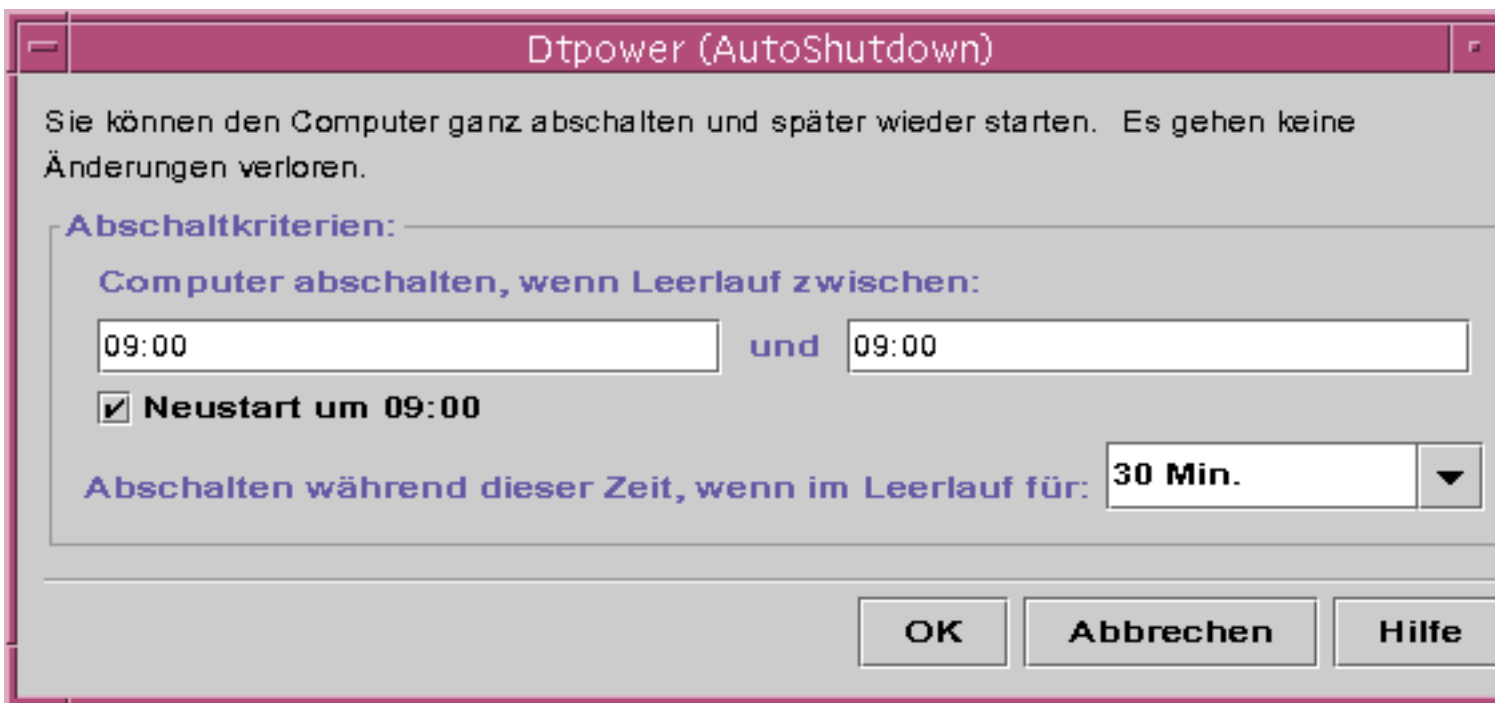 Dtpower (AutoShutdown)
Sie können den Computer ganz abschalten und später wieder starten. Es gehen keine
Änderungen verloren.
Abschaltkriterien:
Computer abschalten, wenn Leerlauf zwischen:
09:00 und 09:00
Neustart um 09:00
Abschalten während dieser Zeit, wenn im Leerlauf für: 30 Min.
OK Abbrechen Hilfe